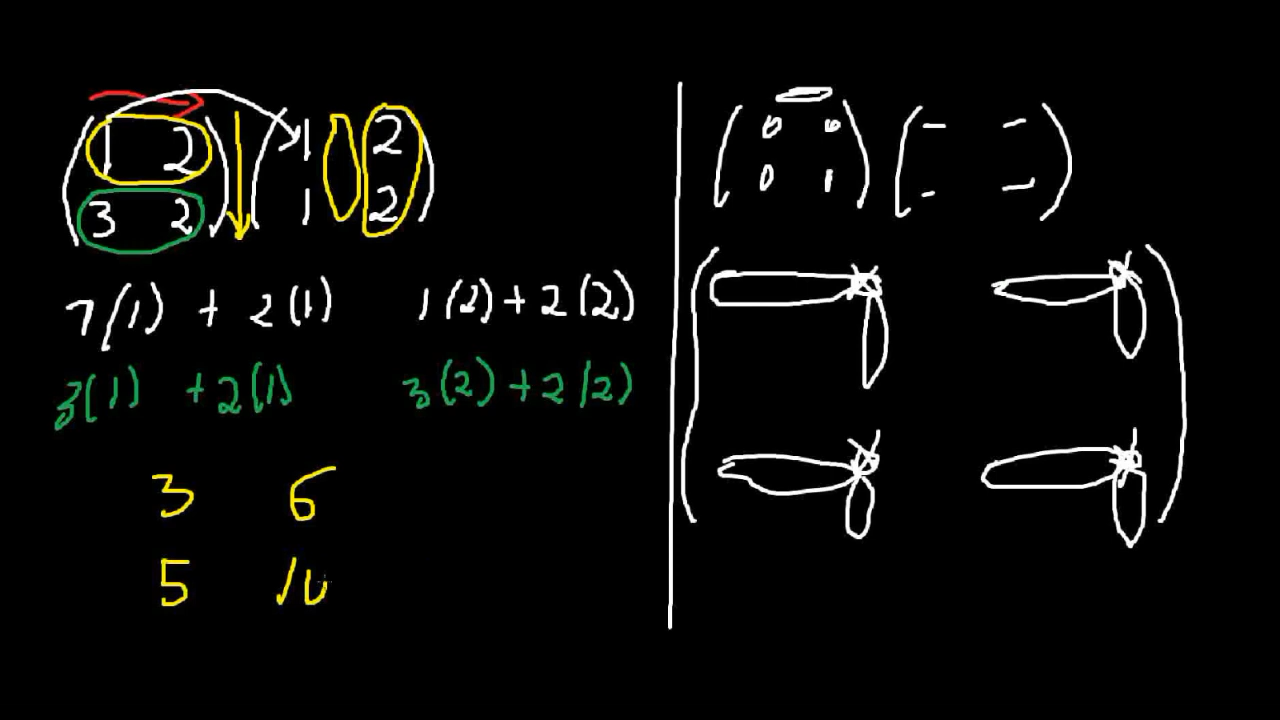 ( 1 2 ) ( 1 2 )
( 3 2 ) ( 1 2 )
1(1) + 2(1) 1(2) + 2(2)
3(1) + 2(1) 3(2) + 2(2)
3 6
5 10
( 0 0 ) ( – – )
( 0 1 ) ( – – )